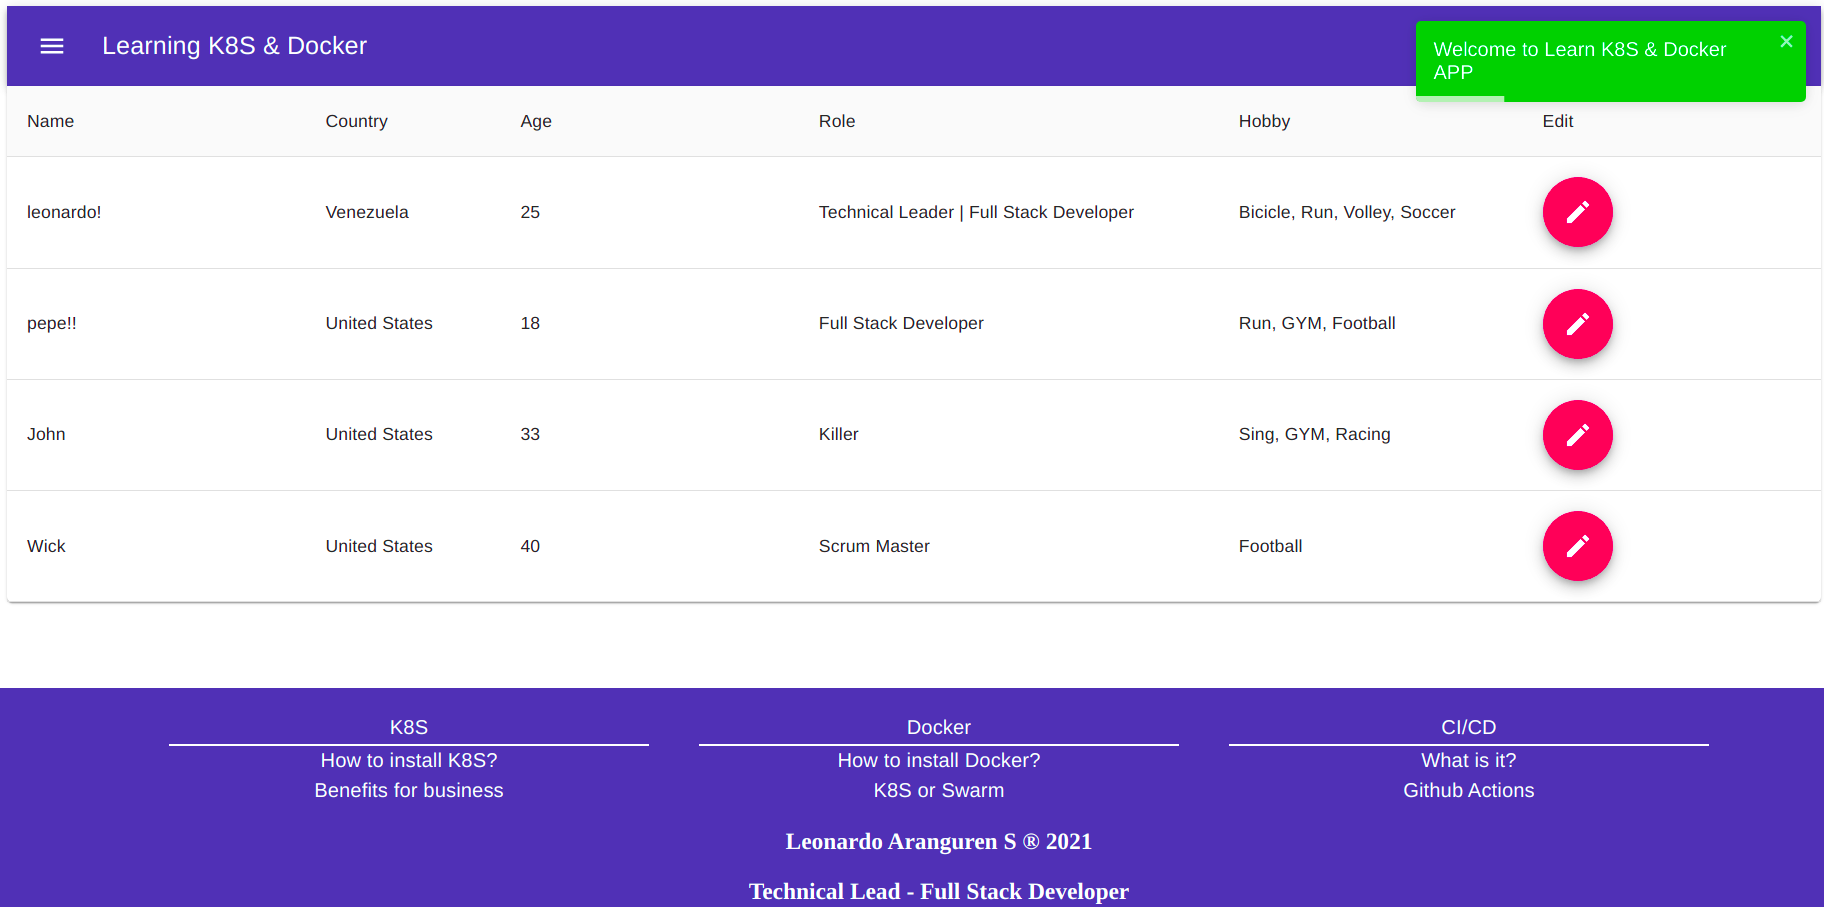 Learning K8S & Docker
Welcome to Learn K8S & Docker
APP
Name Country Age Role Hobby Edit
leonardo! Venezuela 25 Technical Leader | Full Stack Developer Bicicle, Run, Volley, Soccer
pepe!! United States 18 Full Stack Developer Run, GYM, Football
John United States 33 Killer Sing, GYM, Racing
Wick United States 40 Scrum Master Football
K8S Docker CI/CD
How to install K8S? How to install Docker? What is it?
Benefits for business K8S or Swarm Github Actions
Leonardo Aranguren S ® 2021
Technical Lead - Full Stack Developer